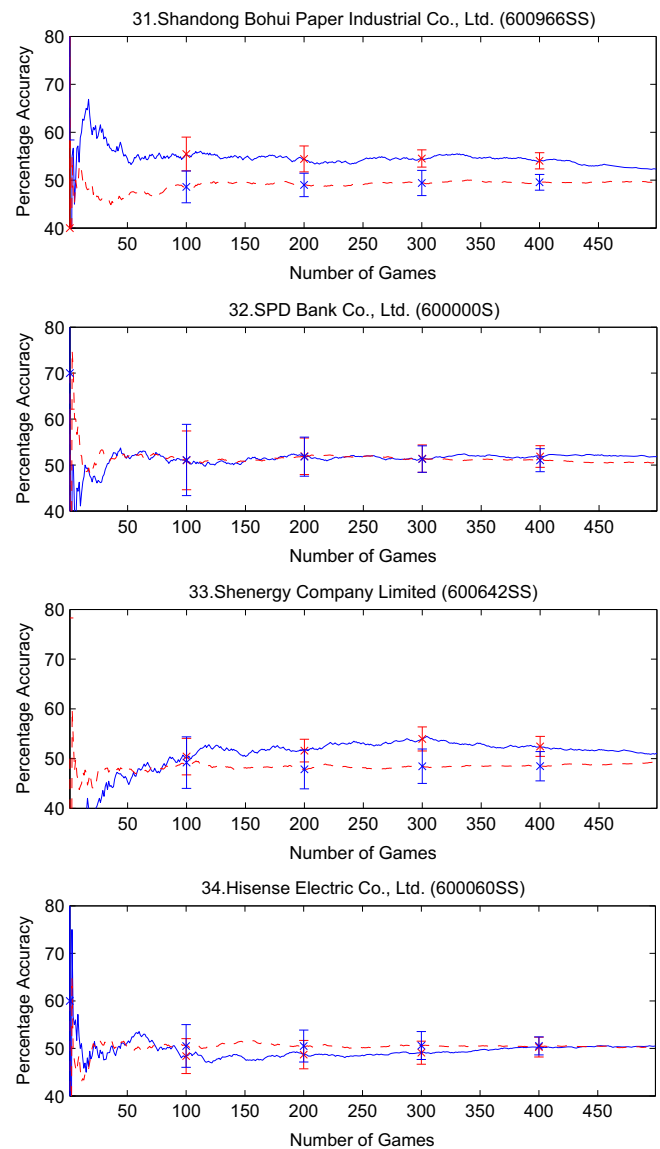 31.Shandong Bohui Paper Industrial Co., Ltd. (600966SS)
Percentage Accuracy
80
70
60
50
40
50 100 150 200 250 300 350 400 450
Number of Games
32.SPD Bank Co., Ltd. (600000S)
Percentage Accuracy
80
70
60
50
40
50 100 150 200 250 300 350 400 450
Number of Games
33.Shenergy Company Limited (600642SS)
Percentage Accuracy
80
70
60
50
40
50 100 150 200 250 300 350 400 450
Number of Games
34.Hisense Electric Co., Ltd. (600060SS)
Percentage Accuracy
80
70
60
50
40
50 100 150 200 250 300 350 400 450
Number of Games